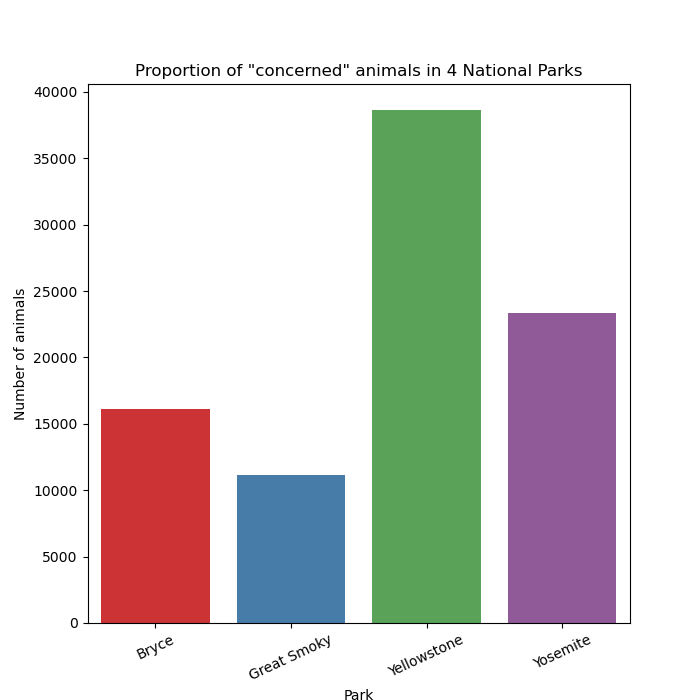 Proportion of "concerned" animals in 4 National Parks
40000
35000
30000
25000
20000
15000
10000
5000
0
Number of animals
Bryce
Great Smoky
Yellowstone
Yosemite
Park